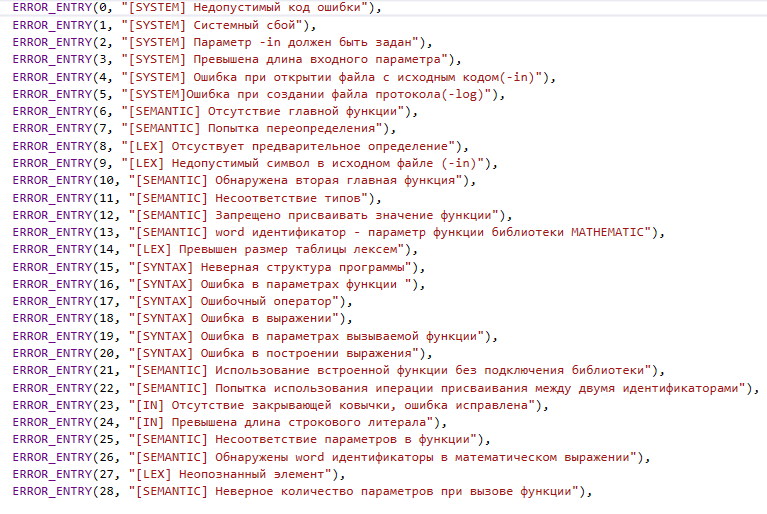 ERROR_ENTRY(0, "[SYSTEM] Недопустимый код ошибки"),
ERROR_ENTRY(1, "[SYSTEM] Системный сбой"),
ERROR_ENTRY(2, "[SYSTEM] Параметр -in должен быть задан"),
ERROR_ENTRY(3, "[SYSTEM] Превышена длина входного параметра"),
ERROR_ENTRY(4, "[SYSTEM] Ошибка при открытии файла с исходным кодом(-in)"),
ERROR_ENTRY(5, "[SYSTEM]Ошибка при создании файла протокола(-log)"),
ERROR_ENTRY(6, "[SEMANTIC] Отсутствие главной функции"),
ERROR_ENTRY(7, "[SEMANTIC] Попытка переопределения"),
ERROR_ENTRY(8, "[LEX] Отсуствует предварительное определение"),
ERROR_ENTRY(9, "[LEX] Недопустимый символ в исходном файле (-in)"),
ERROR_ENTRY(10, "[SEMANTIC] Обнаружена вторая главная функция"),
ERROR_ENTRY(11, "[SEMANTIC] Несоответствие типов"),
ERROR_ENTRY(12, "[SEMANTIC] Запрещено присваивать значение функции"),
ERROR_ENTRY(13, "[SEMANTIC] word идентификатор - параметр функции библиотеки MATHEMATIC"),
ERROR_ENTRY(14, "[LEX] Превышен размер таблицы лексем"),
ERROR_ENTRY(15, "[SYNTAX] Неверная структура программы"),
ERROR_ENTRY(16, "[SYNTAX] Ошибка в параметрах функции "),
ERROR_ENTRY(17, "[SYNTAX] Ошибочный оператор"),
ERROR_ENTRY(18, "[SYNTAX] Ошибка в выражении"),
ERROR_ENTRY(19, "[SYNTAX] Ошибка в параметрах вызываемой функции"),
ERROR_ENTRY(20, "[SYNTAX] Ошибка в построении выражения"),
ERROR_ENTRY(21, "[SEMANTIC] Использование встроенной функции без подключения библиотеки"),
ERROR_ENTRY(22, "[SEMANTIC] Попытка использования иперации присваивания между двумя идентификаторами"),
ERROR_ENTRY(23, "[IN] Отсутствие закрывающей ковычки, ошибка исправлена"),
ERROR_ENTRY(24, "[IN] Превышена длина строкового литерала"),
ERROR_ENTRY(25, "[SEMANTIC] Несоответствие параметров в функции"),
ERROR_ENTRY(26, "[SEMANTIC] Обнаружены word идентификаторы в математическом выражении"),
ERROR_ENTRY(27, "[LEX] Неопознанный элемент"),
ERROR_ENTRY(28, "[SEMANTIC] Неверное количество параметров при вызове функции"),